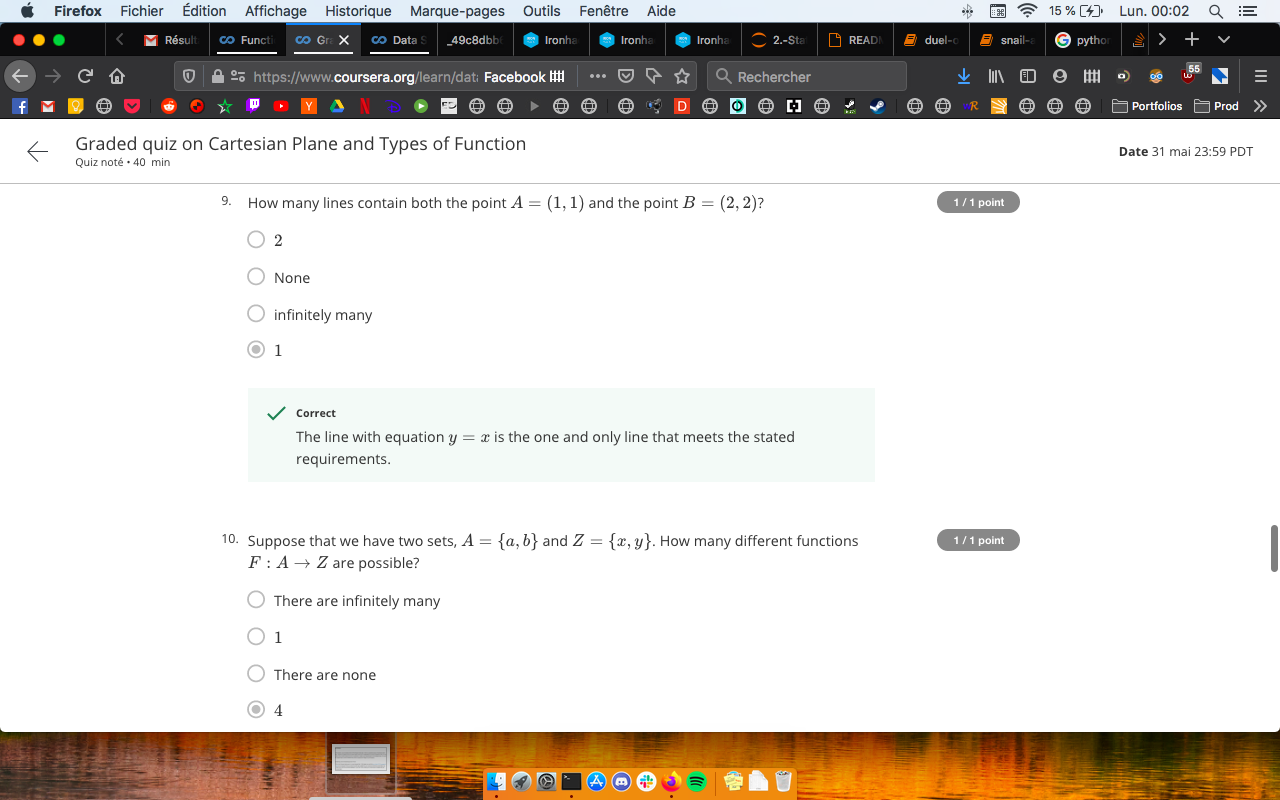 Firefox Fichier Édition Affichage Historique Marque-pages Outils Fenêtre Aide 15 % Lun. 00:02
Résult Functi Gr Data S _49c8dbb Ironha Ironha Ironha 2.-Sta READ duel-o snail-a pytho
https://www.coursera.org/learn/dat Facebook Rechercher 55
Portfolios Prod
Graded quiz on Cartesian Plane and Types of Function
Quiz noté • 40 min
Date 31 mai 23:59 PDT
9. How many lines contain both the point A = (1, 1) and the point B = (2, 2)? 1 / 1 point
2
None
infinitely many
1
Correct
The line with equation y = x is the one and only line that meets the stated
requirements.
10. Suppose that we have two sets, A = {a, b} and Z = {x, y}. How many different functions 1 / 1 point
F : A → Z are possible?
There are infinitely many
1
There are none
4